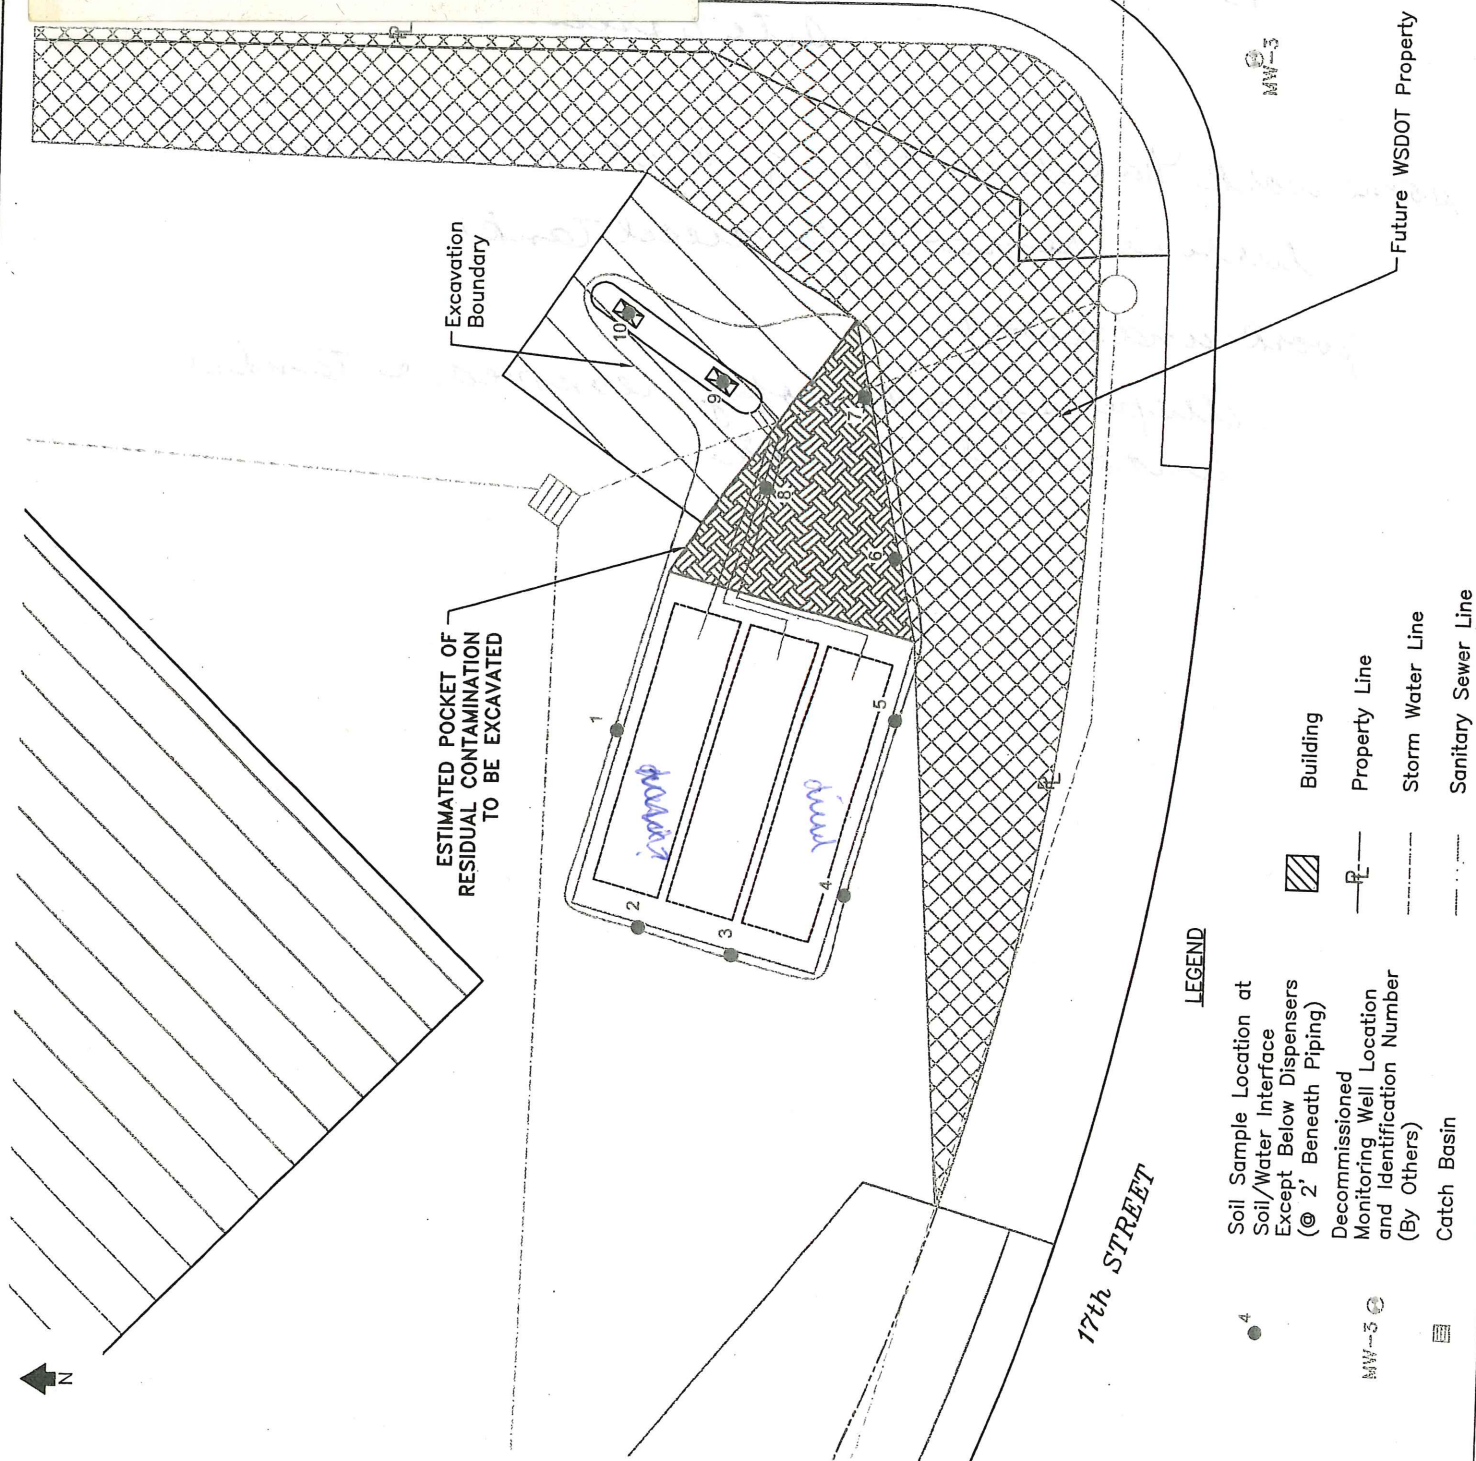 N
MW-3
Future WSDOT Property
Excavation
Boundary
10
9
8
7
6
ESTIMATED POCKET OF
RESIDUAL CONTAMINATION
TO BE EXCAVATED
1
2
3
4
5
17th STREET
LEGEND
4
Soil Sample Location at
Soil/Water Interface
Except Below Dispensers
(@ 2' Beneath Piping)
MW-3
Decommissioned
Monitoring Well Location
and Identification Number
(By Others)
Catch Basin
Building
Property Line
Storm Water Line
Sanitary Sewer Line